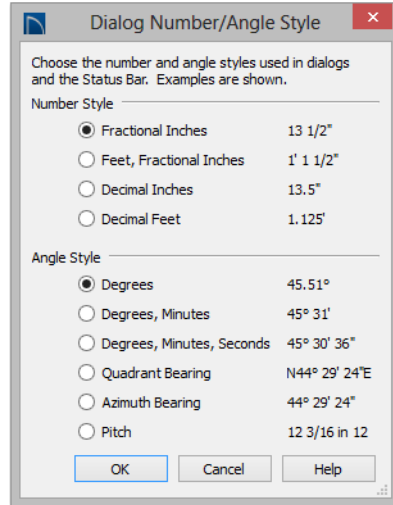 Dialog Number/Angle Style
Choose the number and angle styles used in dialogs
and the Status Bar. Examples are shown.
Number Style
Fractional Inches 13 1/2"
Feet, Fractional Inches 1' 1 1/2"
Decimal Inches 13.5"
Decimal Feet 1.125'
Angle Style
Degrees 45.51°
Degrees, Minutes 45° 31'
Degrees, Minutes, Seconds 45° 30' 36"
Quadrant Bearing N44° 29' 24"E
Azimuth Bearing 44° 29' 24"
Pitch 12 3/16 in 12
OK Cancel Help